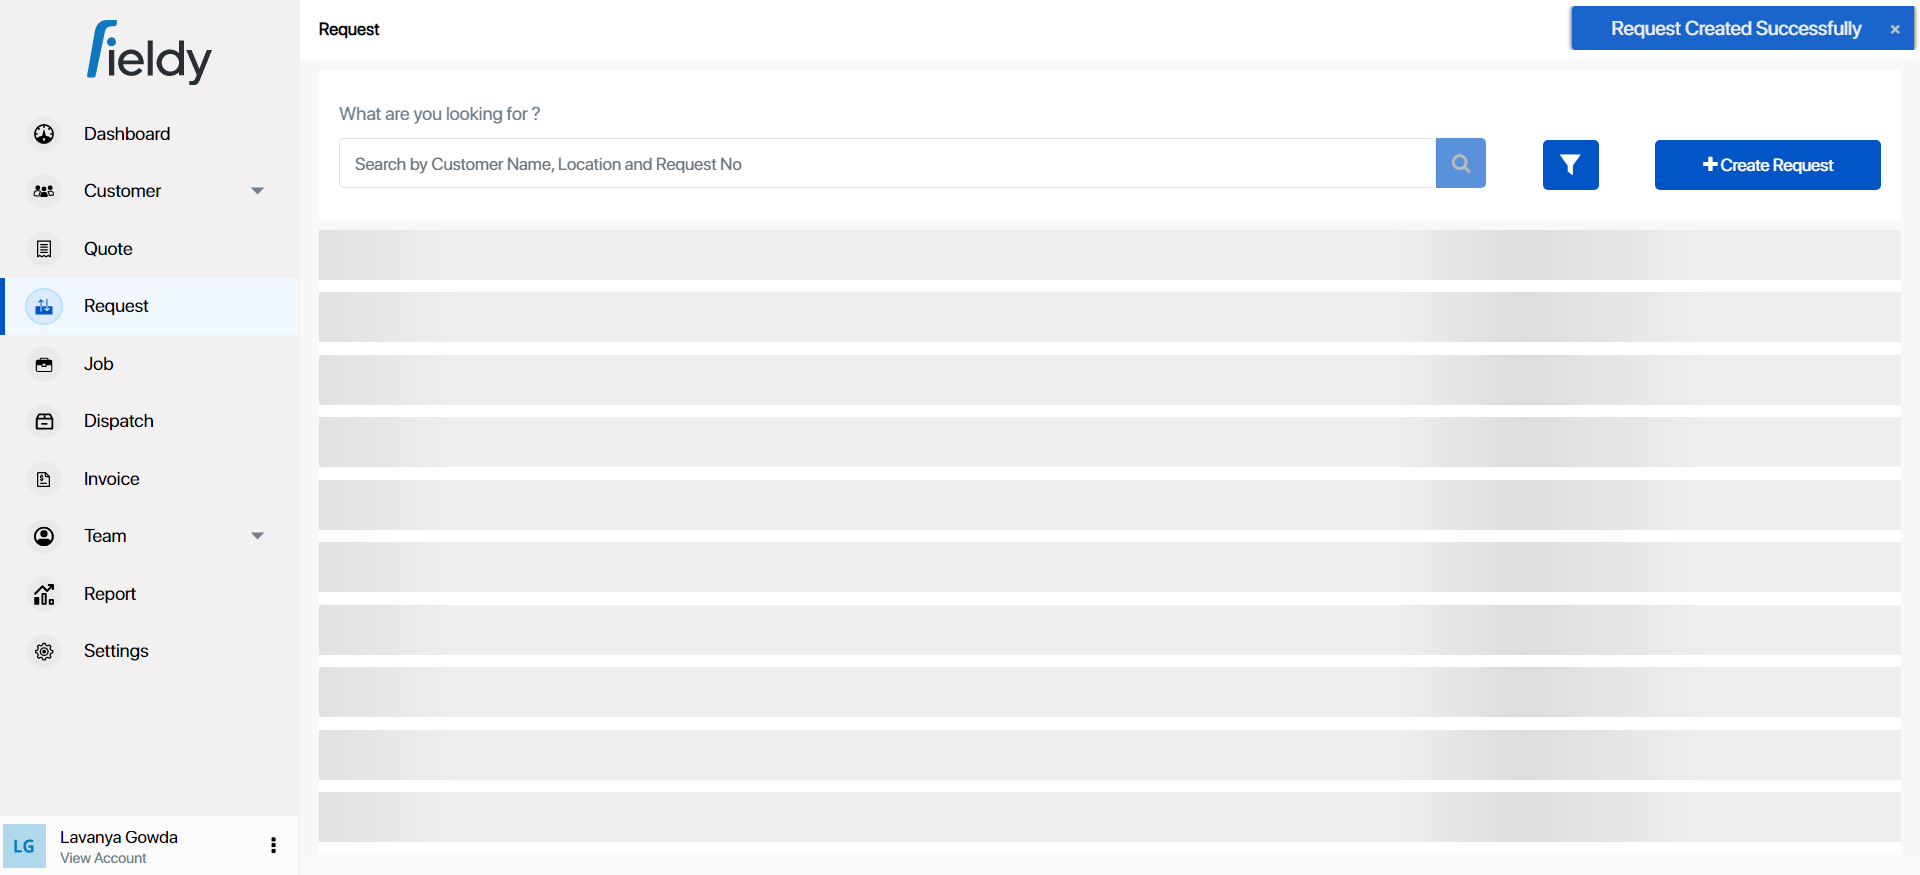 fieldy
Dashboard
Customer
Quote
Request
Job
Dispatch
Invoice
Team
Report
Settings
LG
Lavanya Gowda
View Account
Request
Request Created Successfully ×
What are you looking for ?
Search by Customer Name, Location and Request No
Create Request